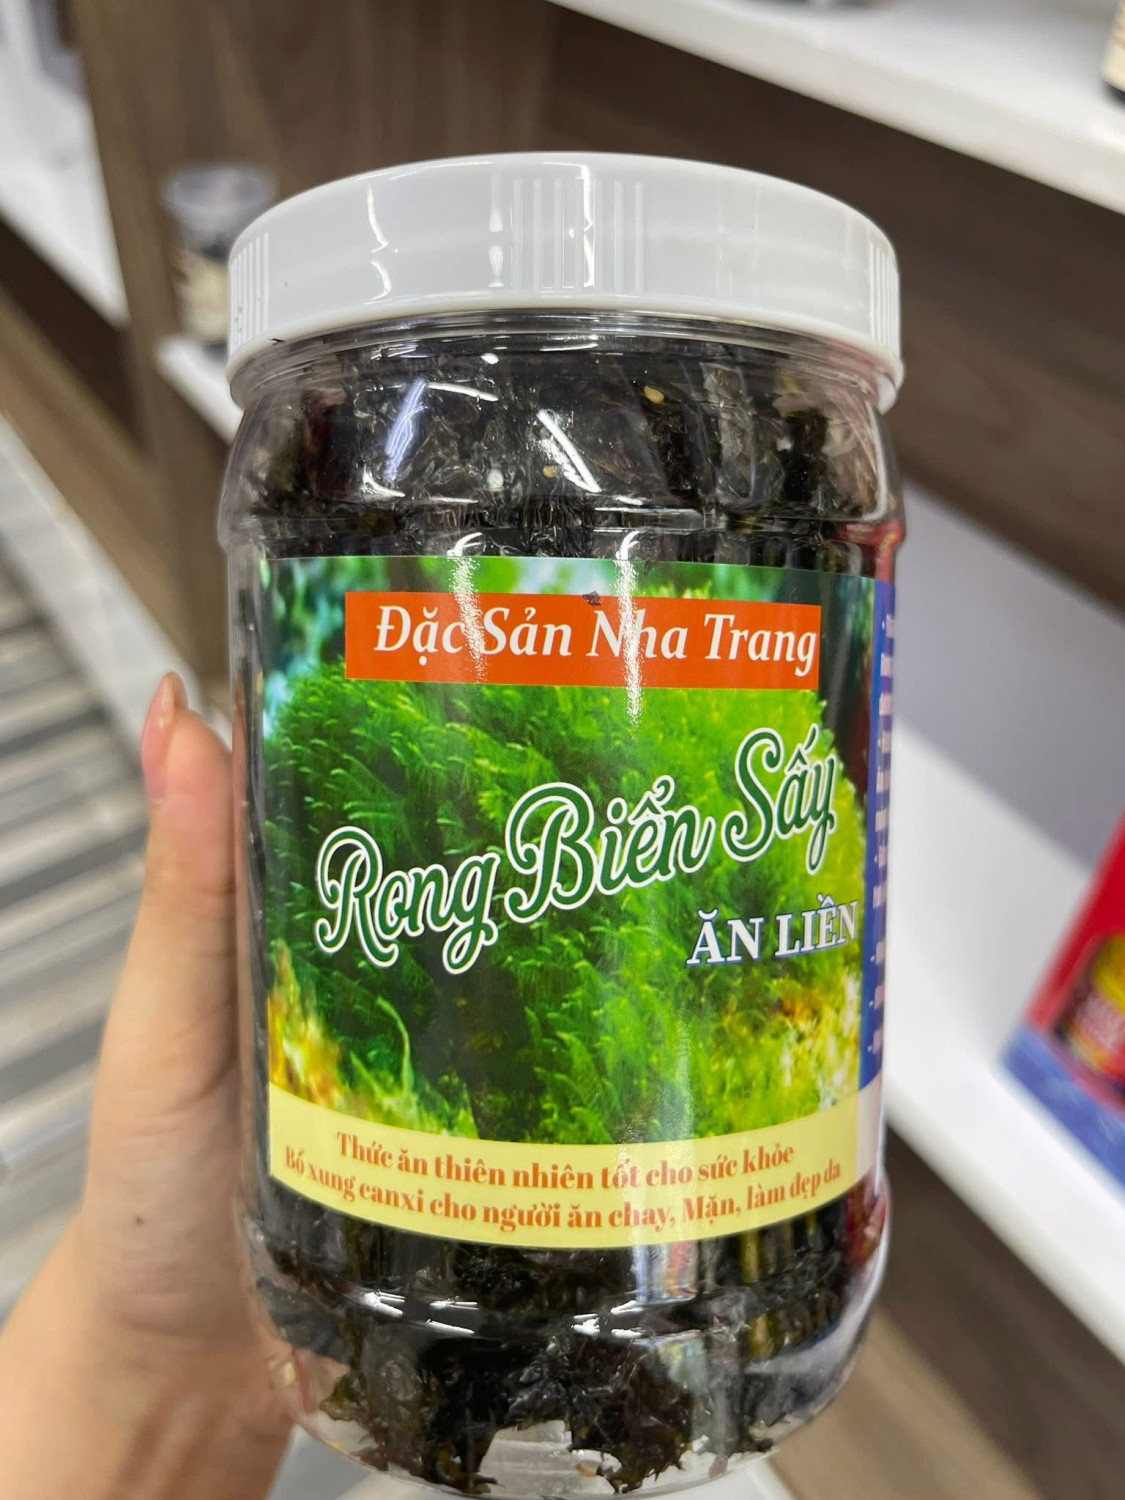 Đặc Sản Nha Trang
Rong Biển Sấy
ĂN LIỀN
Thức ăn thiên nhiên tốt cho sức khỏe
Bổ xung canxi cho người ăn chay, Mặn, làm đẹp da